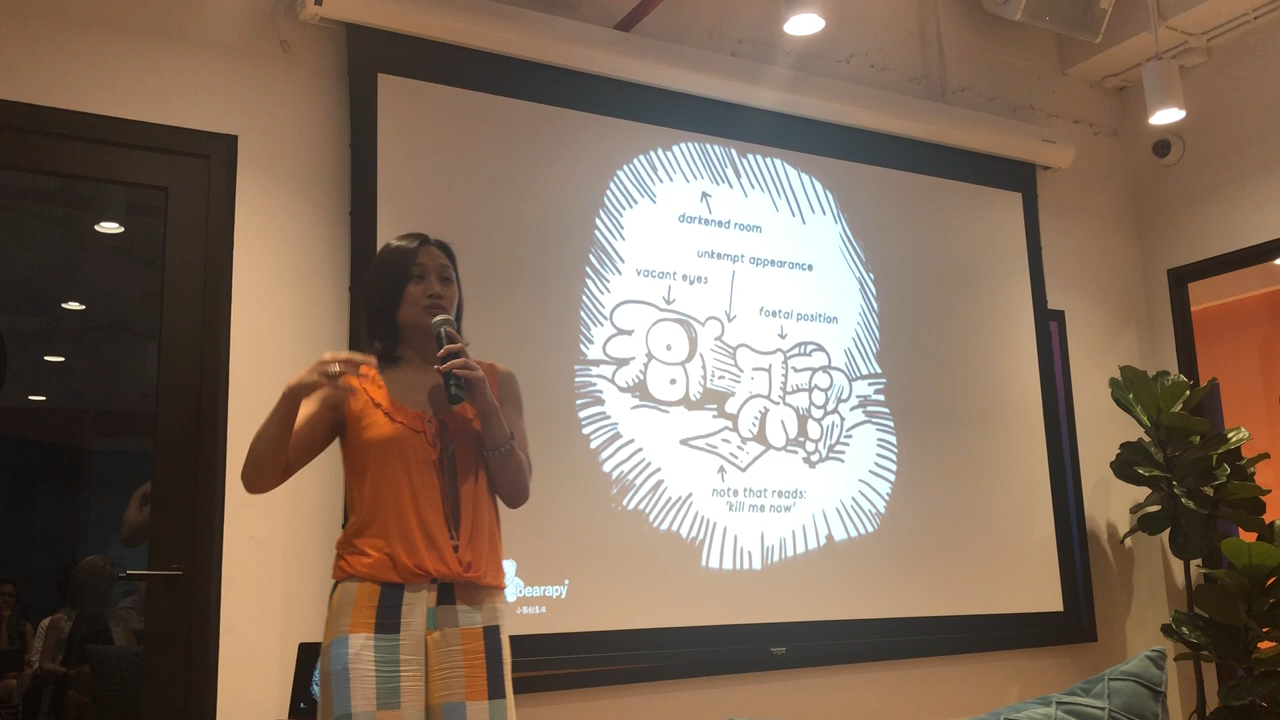 darkened room
unkempt appearance
vacant eyes
foetal position
note that reads:
'kill me now'
bearapy